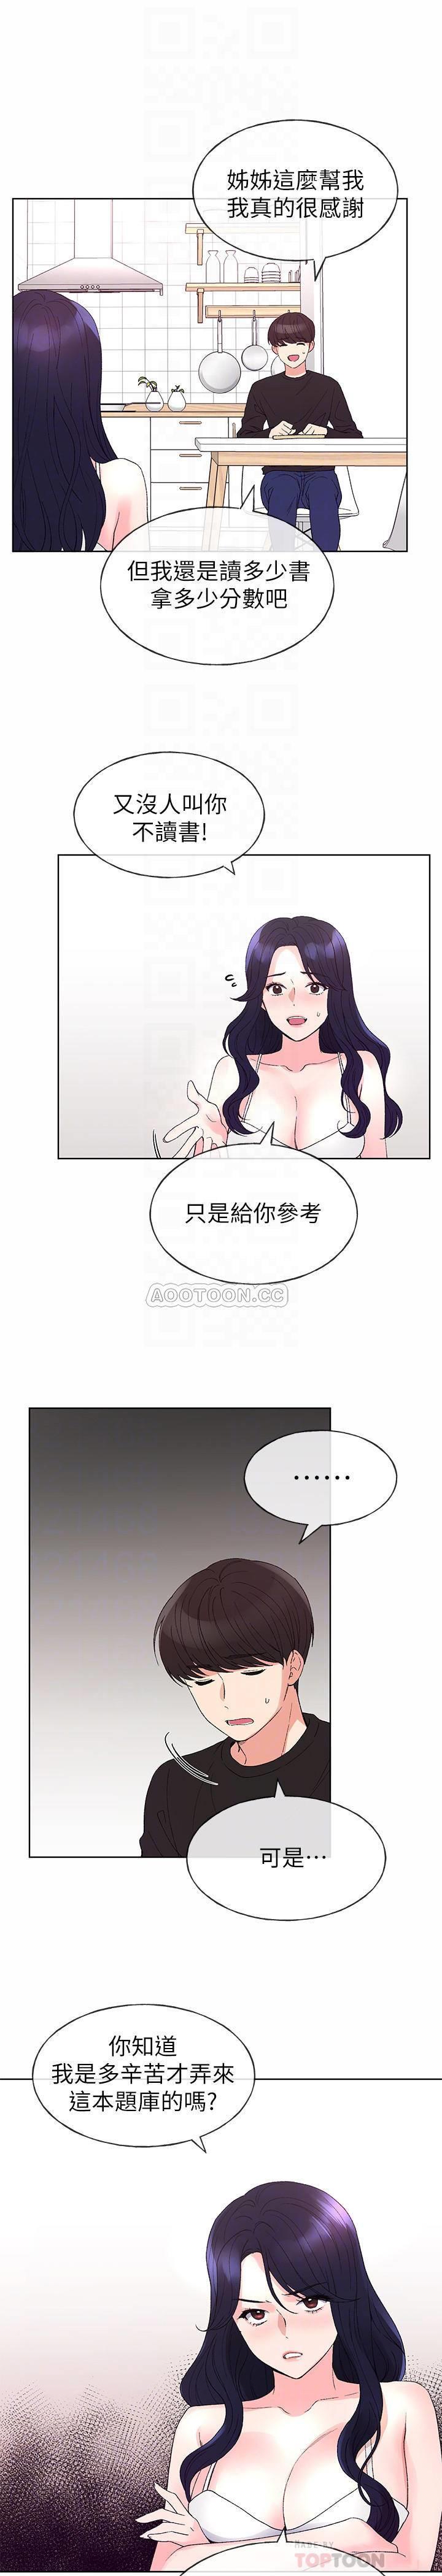 姊姊這麼幫我
我真的很感謝
但我還是讀多少書
拿多少分數吧
又沒人叫你
不讀書!
只是給你參考
AOOTOON.CC
······
可是···
你知道
我是多辛苦才弄來
這本題庫的嗎?
MADE BY
TOPTOON